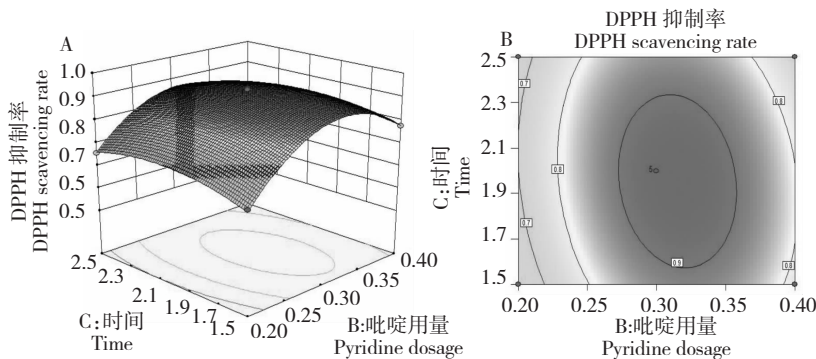 A
DPPH 抑制率
DPPH scavencing rate
1.0
0.9
0.8
0.7
0.5
0.5
2.5
2.3
2.1
1.9
1.7
1.5
C:时间
Time
0.20
0.25
0.30
0.35
0.40
B:吡啶用量
Pyridine dosage
DPPH 抑制率
B
DPPH scavencing rate
C:时间
Time
2.5
2.3
2.1
1.9
1.7
1.5
0.7
0.8
0.8
0.7
0.9
0.8
5
0.20
0.25
0.30
0.35
0.40
B:吡啶用量
Pyridine dosage